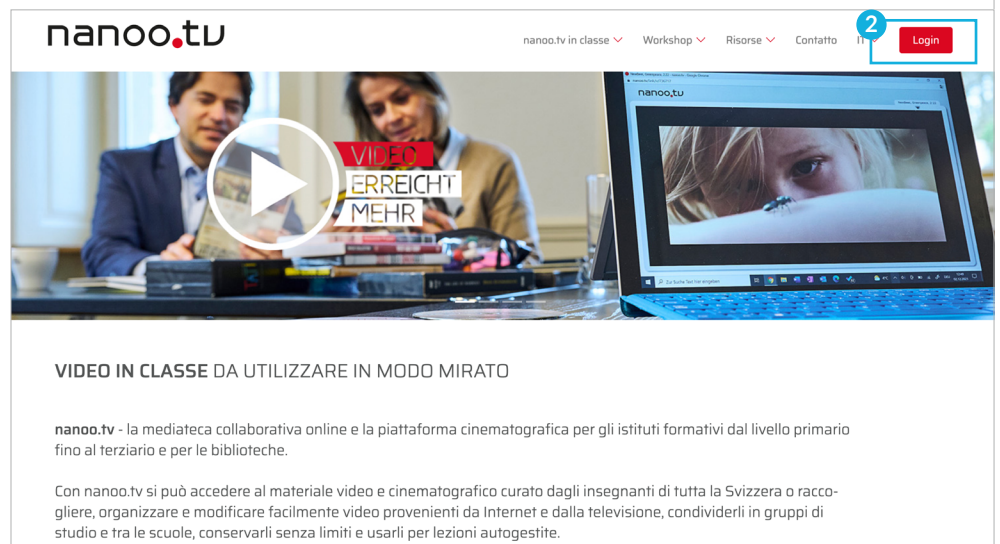 nanoo.tv
nanoo.tv in classe Workshop Risorse Contatto IT 2 Login
nanoo.tv
VIDEO
ERREICHT
MEHR
VIDEO IN CLASSE DA UTILIZZARE IN MODO MIRATO
nanoo.tv - la mediateca collaborativa online e la piattaforma cinematografica per gli istituti formativi dal livello primario
fino al terziario e per le biblioteche.
Con nanoo.tv si può accedere al materiale video e cinematografico curato dagli insegnanti di tutta la Svizzera o racco-
gliere, organizzare e modificare facilmente video provenienti da Internet e dalla televisione, condividerli in gruppi di
studio e tra le scuole, conservarli senza limiti e usarli per lezioni autogestite.